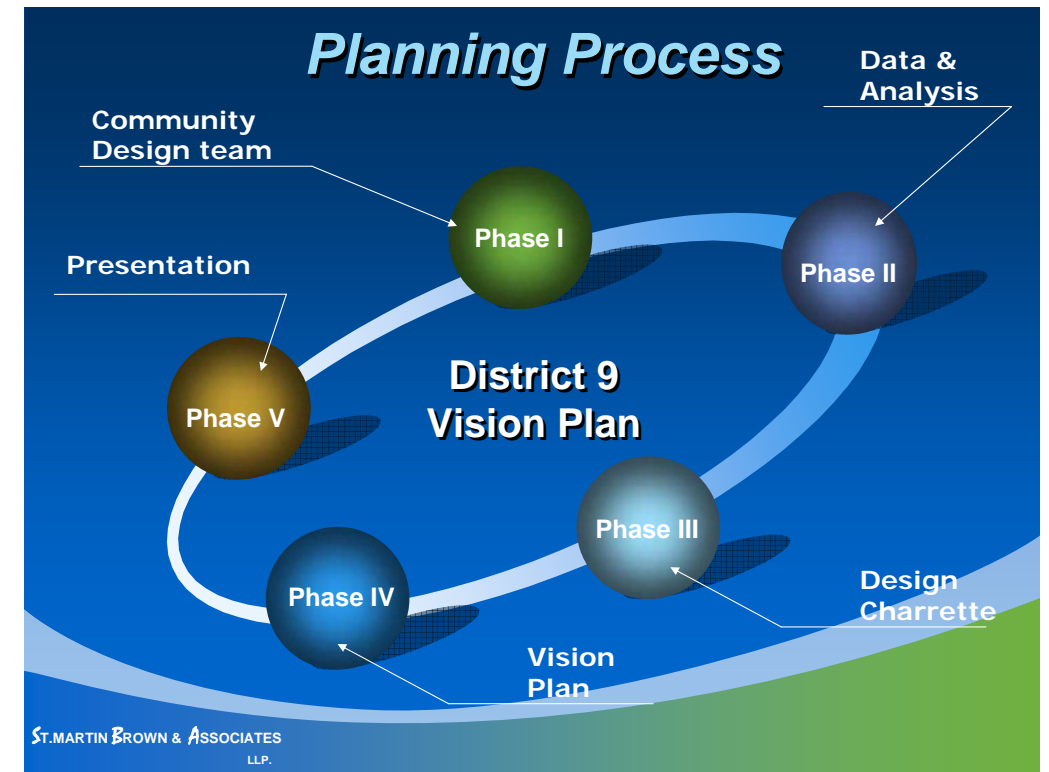 Planning Process
Data &
Analysis
Community
Design team
Phase I
Phase II
Presentation
District 9
Vision Plan
Phase V
Phase III
Phase IV
Design
Charrette
Vision
Plan
ST.MARTIN BROWN & ASSOCIATES
LLP.